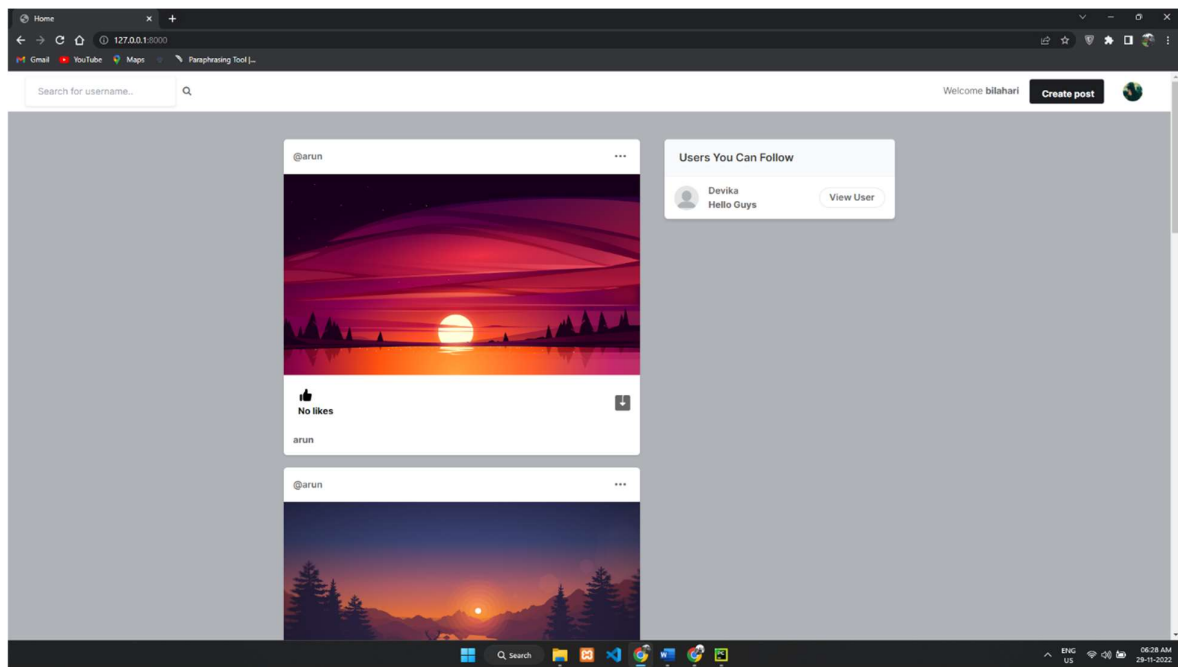 Home
127.0.0.1:8000
Gmail YouTube Maps Paraphrasing Tool |...
Search for username..
Welcome bilahari
Create post
@arun
No likes
arun
@arun
Users You Can Follow
Devika
Hello Guys
View User
Search
ENG
US
06:28 AM
29-11-2022